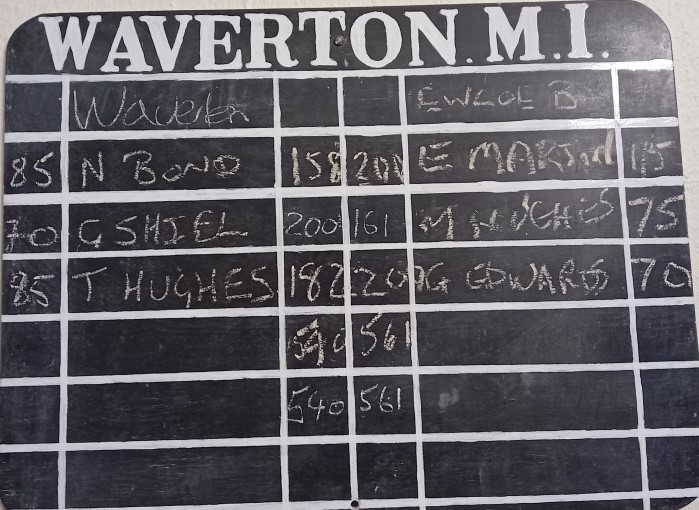 WAVERTON. M. I.
Waverton EWLOE B
85 N BOND 158 200 E MARTIN 115
70 G SHIEL 200 161 M HUGHES 75
85 T HUGHES 182 200 G EDWARDS 70
540 561
540 561